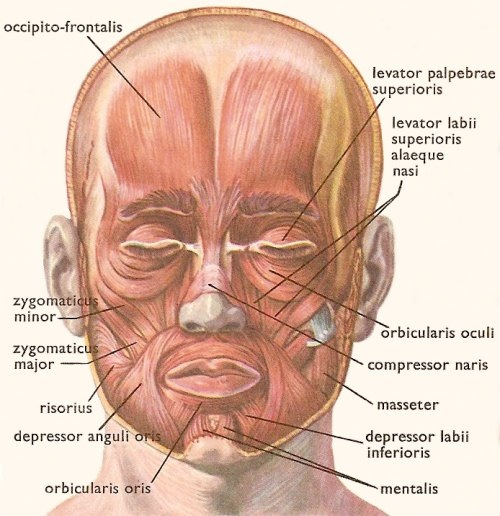 occipito-frontalis
levator palpebrae
superioris
levator labii
superioris
alaeque
nasi
zygomaticus
minor
orbicularis oculi
zygomaticus
major
compressor naris
risorius
masseter
depressor anguli oris
depressor labii
inferioris
orbicularis oris
mentalis